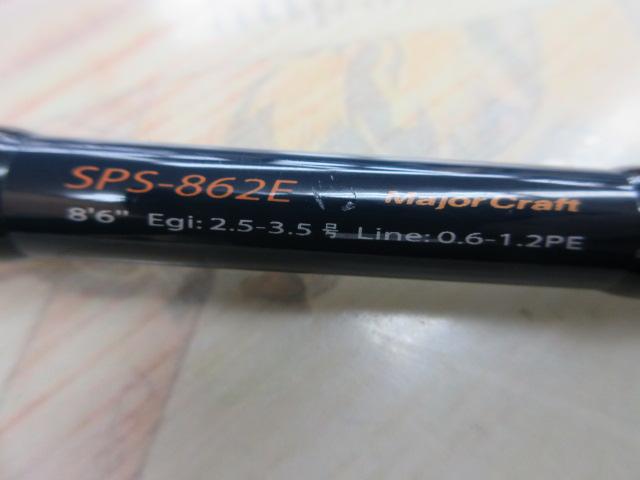 SPS-862E MajorCraft
8'6" Egi: 2.5-3.5号 Line: 0.6-1.2PE